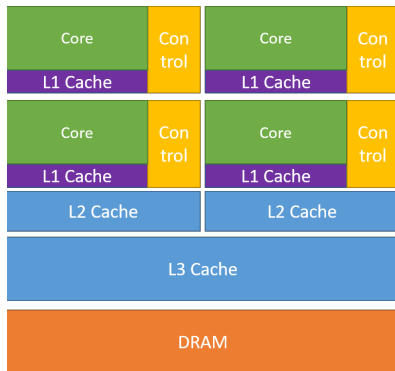 Core
Con
trol
Core
Con
trol
L1 Cache
L1 Cache
Core
Con
trol
Core
Con
trol
L1 Cache
L1 Cache
L2 Cache
L2 Cache
L3 Cache
DRAM